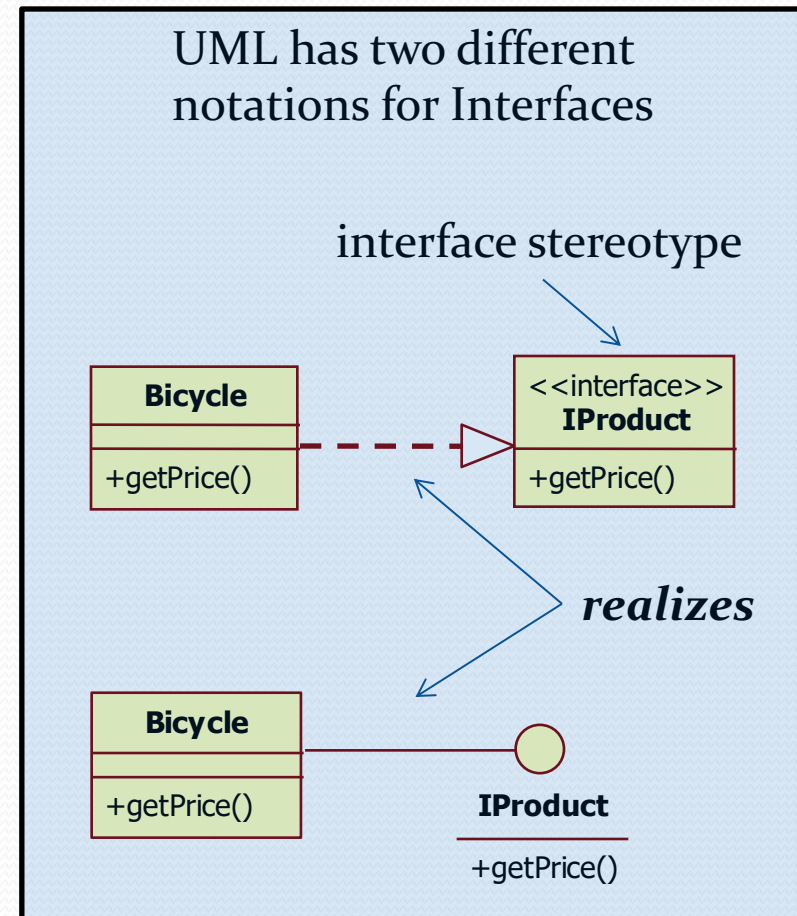 UML has two different
notations for Interfaces
interface stereotype
Bicycle
+getPrice()
<<interface>>
IProduct
+getPrice()
realizes
Bicycle
+getPrice()
IProduct
+getPrice()